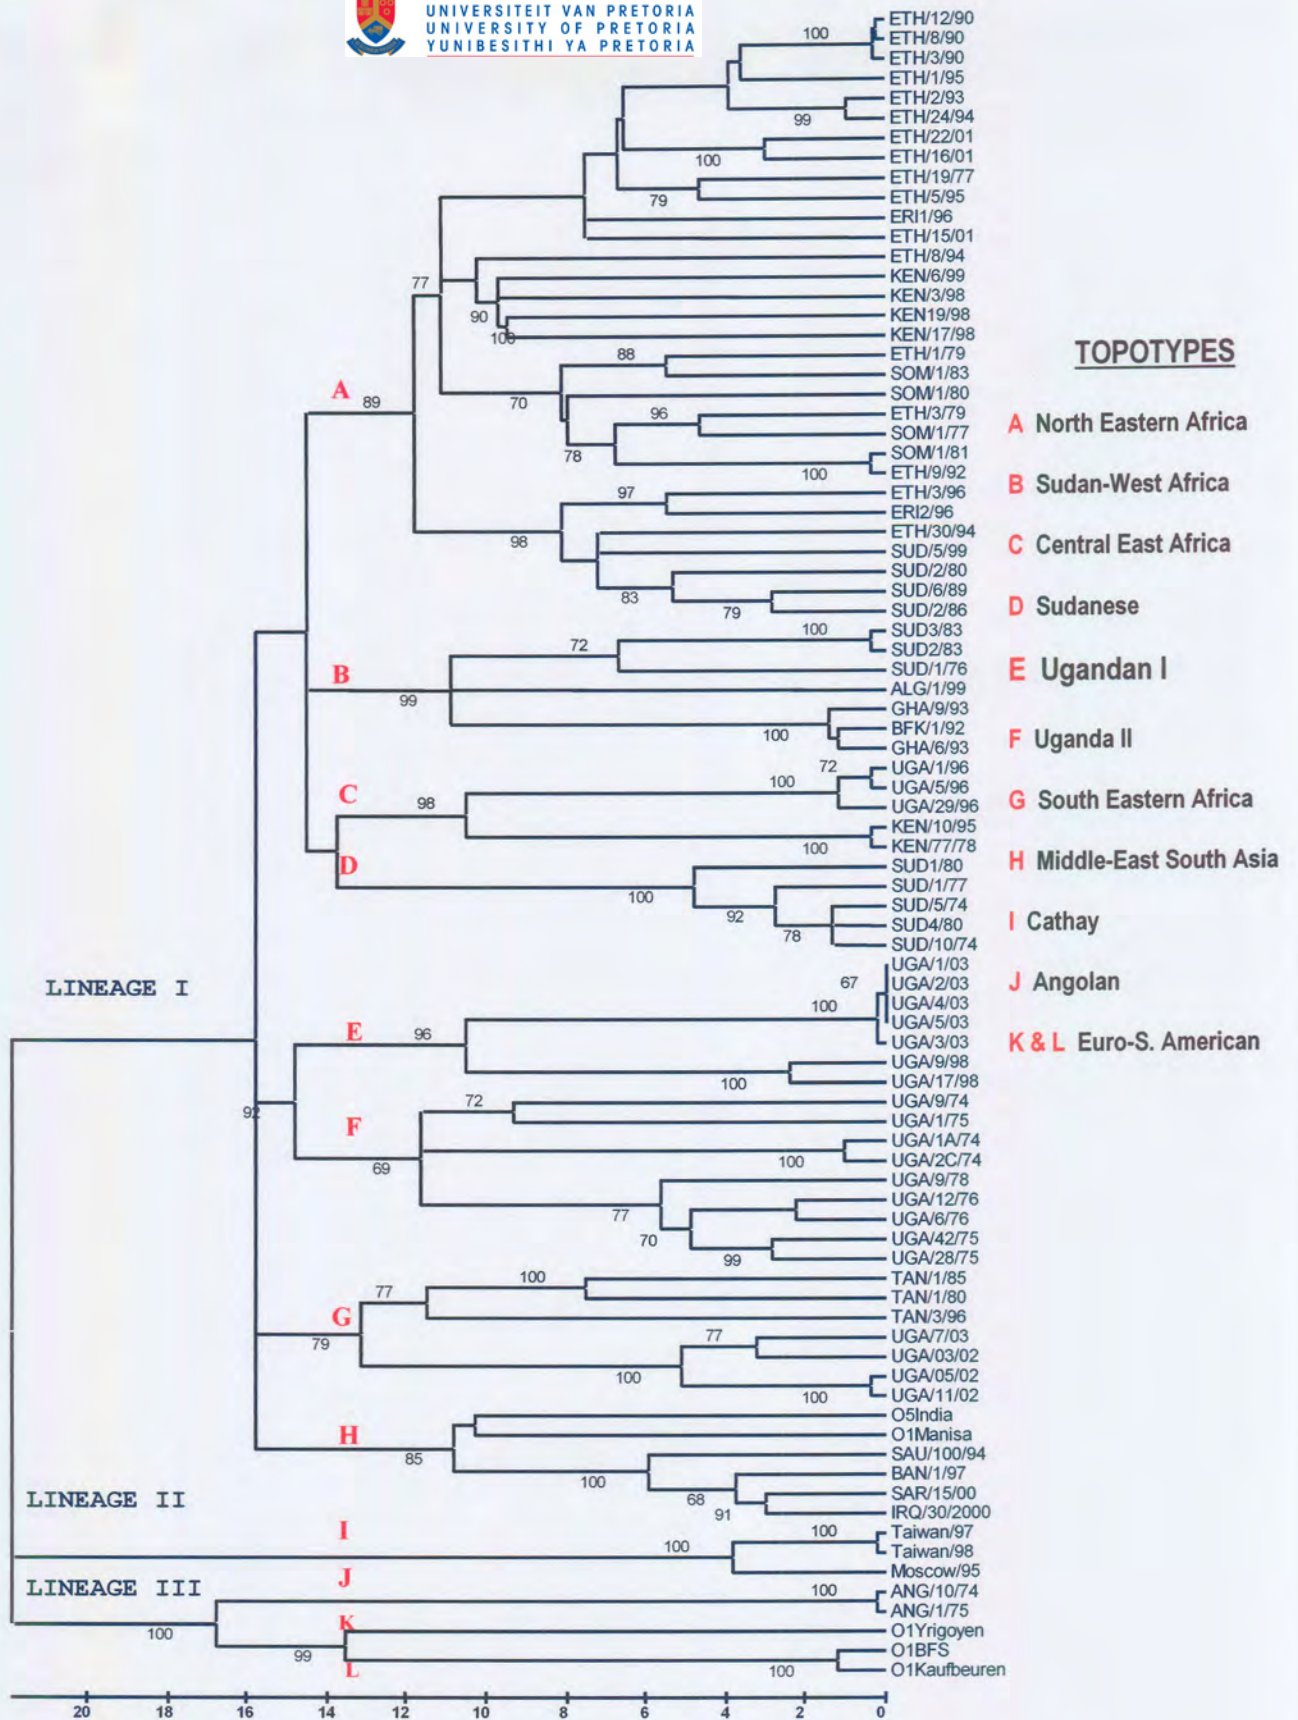 UNIVERSITEIT VAN PRETORIA
UNIVERSITY OF PRETORIA
YUNIBESITHI YA PRETORIA
ETH/12/90
100
ETH/8/90
ETH/3/90
ETH/1/95
ETH/2/93
99
ETH/24/94
ETH/22/01
100
ETH/16/01
ETH/19/77
79
ETH/5/95
ERI1/96
ETH/15/01
ETH/8/94
77
KEN/6/99
KEN/3/98
90
KEN19/98
100
KEN/17/98
88
ETH/1/79
SOM/1/83
A
89
70
SOM/1/80
96
ETH/3/79
SOM/1/77
78
SOM/1/81
100
ETH/9/92
97
ETH/3/96
ERI2/96
98
ETH/30/94
SUD/5/99
SUD/2/80
83
SUD/6/89
79
SUD/2/86
100
SUD3/83
72
SUD2/83
B
SUD/1/76
99
ALG/1/99
GHA/9/93
100
BFK/1/92
GHA/6/93
72
UGA/1/96
100
UGA/5/96
C
98
UGA/29/96
KEN/10/95
100
KEN/77/78
D
SUD1/80
100
SUD/1/77
92
SUD/5/74
78
SUD4/80
SUD/10/74
UGA/1/03
LINEAGE I
67
UGA/2/03
100
UGA/4/03
UGA/5/03
E
96
UGA/3/03
UGA/9/98
100
UGA/17/98
92
72
UGA/9/74
F
UGA/1/75
UGA/1A/74
69
100
UGA/2C/74
UGA/9/78
77
UGA/12/76
UGA/6/76
70
UGA/42/75
99
UGA/28/75
100
TAN/1/85
77
TAN/1/80
G
TAN/3/96
79
77
UGA/7/03
UGA/03/02
100
UGA/05/02
100
UGA/11/02
O5India
H
O1Manisa
85
SAU/100/94
100
BAN/1/97
LINEAGE II
68
SAR/15/00
91
IRQ/30/2000
I
100
Taiwan/97
100
Taiwan/98
J
Moscow/95
LINEAGE III
100
ANG/10/74
ANG/1/75
K
100
O1Yrigoyen
99
O1BFS
L
100
O1Kaufbeuren
20 18 16 14 12 10 8 6 4 2 0
TOPOTYPES
A North Eastern Africa
B Sudan-West Africa
C Central East Africa
D Sudanese
E Ugandan I
F Uganda II
G South Eastern Africa
H Middle-East South Asia
I Cathay
J Angolan
K & L Euro-S. American